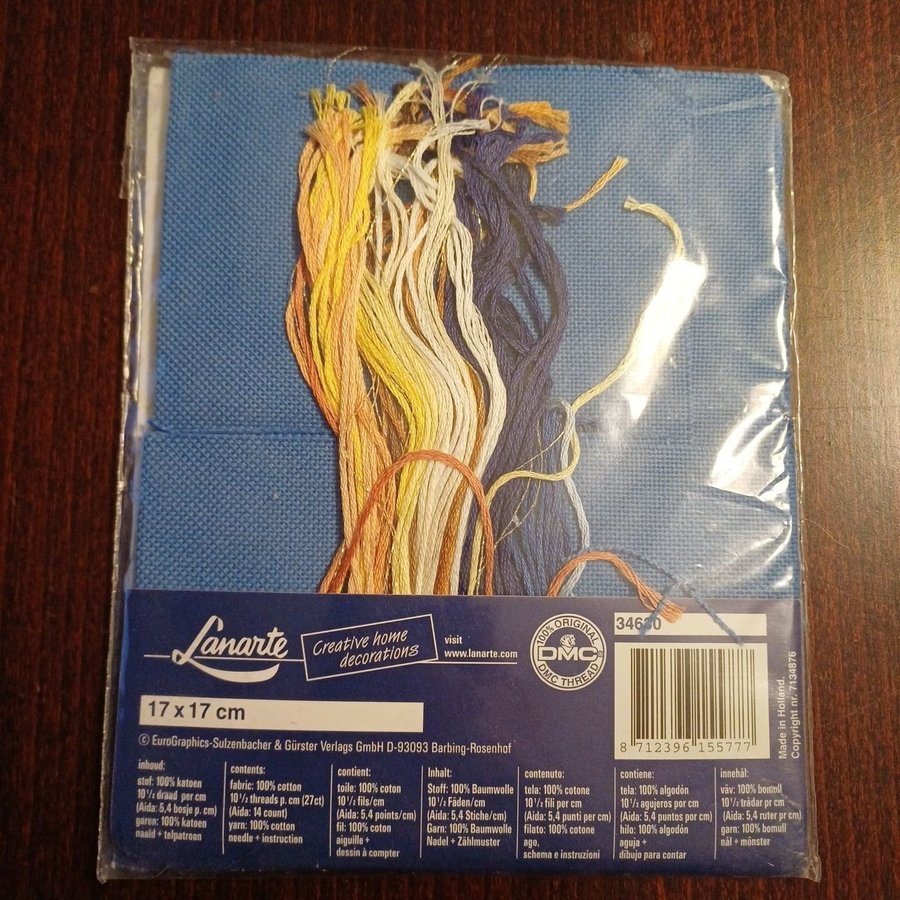 Lanarte
Creative home
decorations
visit
www.lanarte.com
100% ORIGINAL
DMC
DMC THREAD
8 712396 155777
Made in Holland.
Copyright nr. 7134876
17 x 17 cm
© EuroGraphics-Sulzenbacher & Gürster Verlags GmbH D-93093 Barbing-Rosenhof
inhoud:
stof: 100% katoen
10 ½ draad per cm
(Aida: 5,4 bosje p. cm)
garen: 100% katoen
naald + telpatroon
contents:
fabric: 100% cotton
10 ½ threads p. cm (27ct)
(Aida: 14 count)
yarn: 100% cotton
needle + instruction
contient:
toile: 100% coton
10 ½ fils/cm
(Aida: 5,4 points/cm)
fil: 100% coton
aiguille +
dessin à compter
Inhalt:
Stoff: 100% Baumwolle
10 ½ Fäden/cm
(Aida: 5,4 Stiche/cm)
Garn: 100% Baumwolle
Nadel + Zählmuster
contenuto:
tela: 100% cotone
10 ½ fili per cm
(Aida: 5,4 punti per cm)
filato: 100% cotone
ago,
schema e instruzioni
contiene:
tela: 100% algodón
10 ½ agujeros por cm
(Aida: 5,4 puntos por cm)
hilo: 100% algodón
aguja +
dibujo para contar
innehål:
väv: 100% bomull
10 ½ trådar pr cm
(Aida: 5,4 ruter pr cm)
garn: 100% bomull
nål + mönster